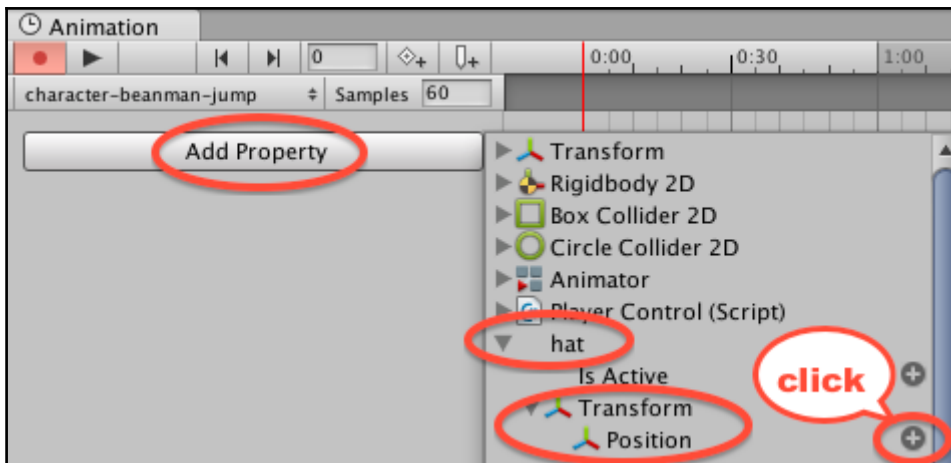 Animation
0 0:00 0:30 1:00
character-beanman-jump Samples 60
Add Property
Transform
Rigidbody 2D
Box Collider 2D
Circle Collider 2D
Animator
Player Control (Script)
hat
Is Active
click
Transform
Position